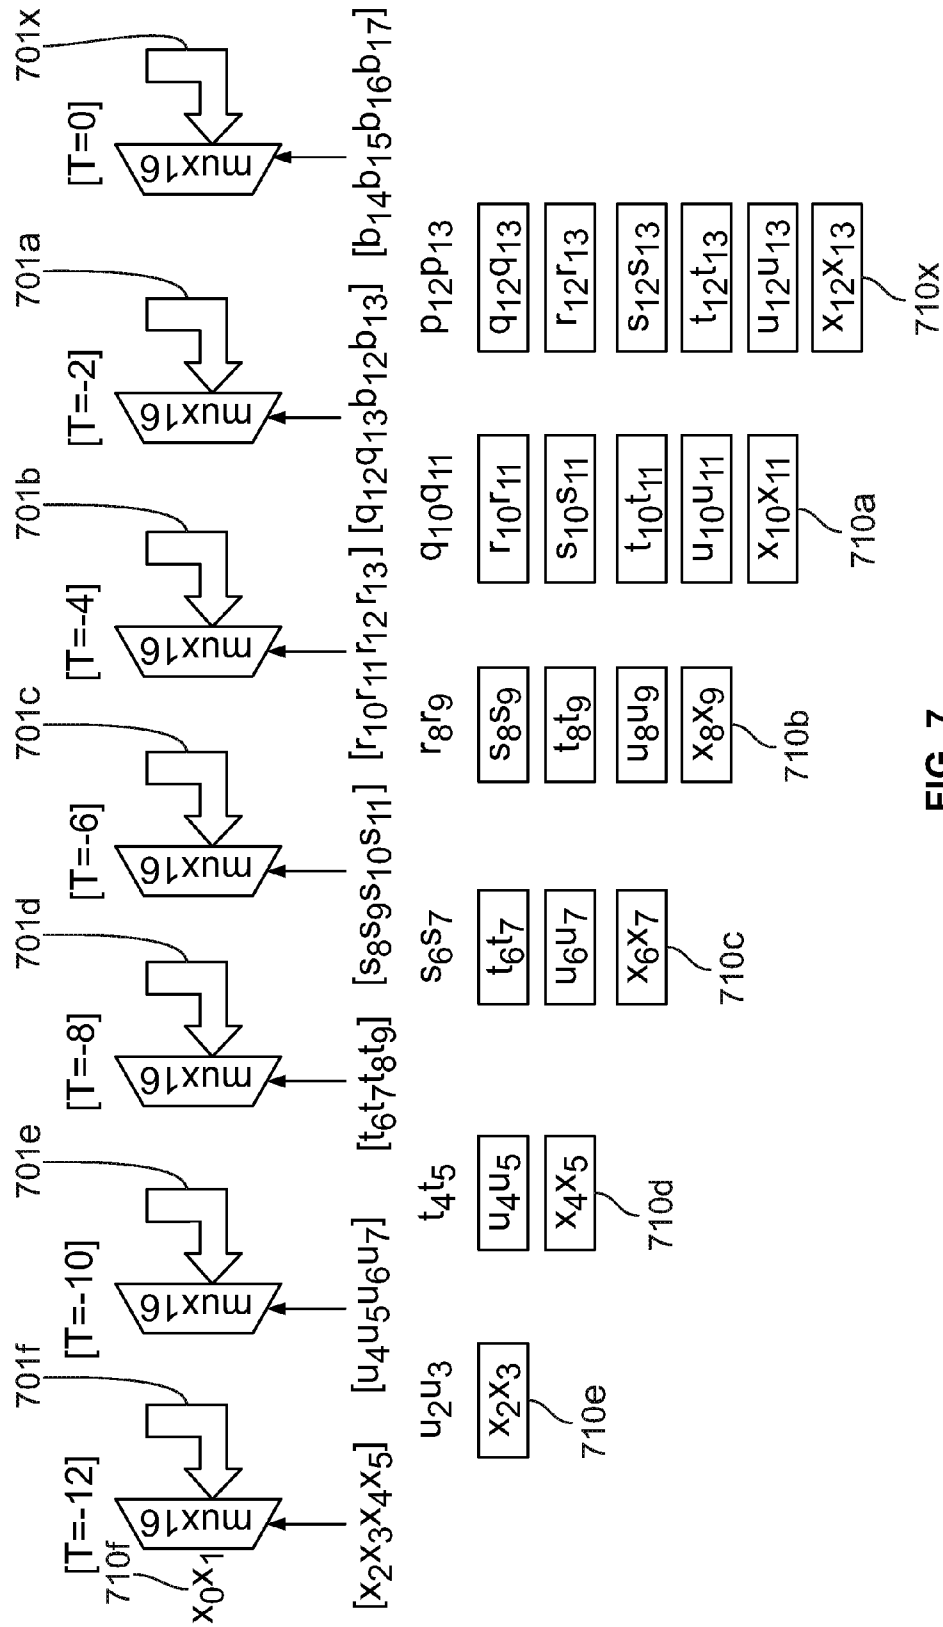 701f 701e 701d 701c 701b 701a 701x
[T=-12] [T=-10] [T=-8] [T=-6] [T=-4] [T=-2] [T=0]
710f
x₀x₁
mux16 mux16 mux16 mux16 mux16 mux16 mux16
[x₂x₃x₄x₅] [u₄u₅u₆u₇] [t₆t₇t₈t₉] [s₈s₉s₁₀s₁₁] [r₁₀r₁₁r₁₂r₁₃] [q₁₂q₁₃b₁₂b₁₃] [b₁₄b₁₅b₁₆b₁₇]
u₂u₃ t₄t₅ s₆s₇ r₈r₉ q₁₀q₁₁ p₁₂p₁₃
x₂x₃ u₄u₅ t₆t₇ s₈s₉ r₁₀r₁₁ q₁₂q₁₃
710e x₄x₅ u₆u₇ t₈t₉ s₁₀s₁₁ r₁₂r₁₃
710d x₆x₇ u₈u₉ t₁₀t₁₁ s₁₂s₁₃
710c x₈x₉ u₁₀u₁₁ t₁₂t₁₃
710b x₁₀x₁₁ u₁₂u₁₃
710a x₁₂x₁₃
710x
FIG. 7